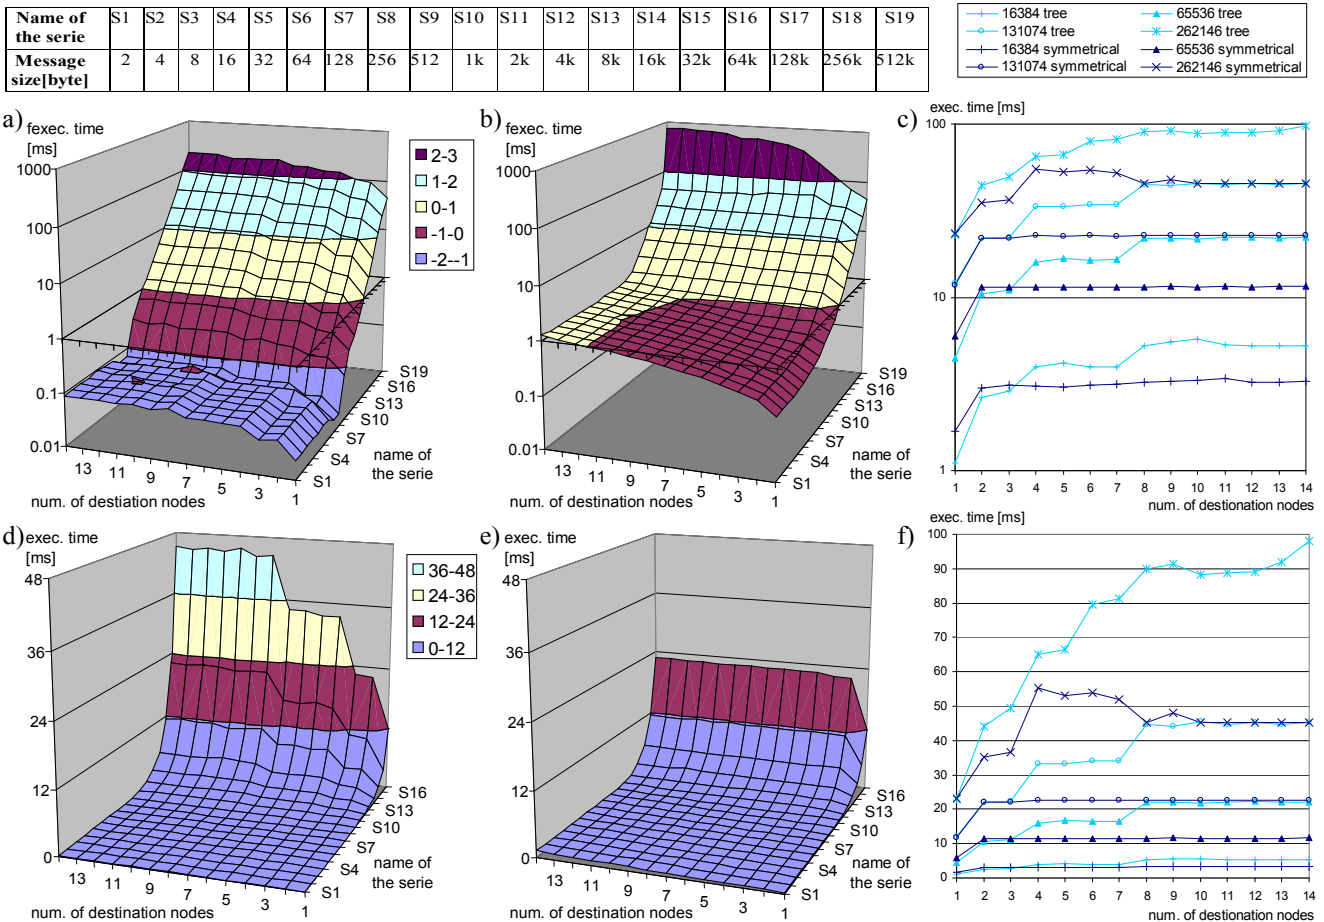 Name of the serie S1 S2 S3 S4 S5 S6 S7 S8 S9 S10 S11 S12 S13 S14 S15 S16 S17 S18 S19
Message size[byte] 2 4 8 16 32 64 128 256 512 1k 2k 4k 8k 16k 32k 64k 128k 256k 512k
16384 tree 65536 tree
131074 tree 262146 tree
16384 symmetrical 65536 symmetrical
131074 symmetrical 262146 symmetrical
a) fexec. time
[ms]
1000
100
10
1
0.1
0.01
13 11 9 7 5 3 1
num. of destiation nodes
S1 S4 S7 S10 S13 S16 S19
name of
the serie
2-3
1-2
0-1
-1-0
-2--1
b) fexec. time
[ms]
1000
100
10
1
0.1
0.01
13 11 9 7 5 3 1
num. of destination nodes
S1 S4 S7 S10 S13 S16 S19
name of
the serie
c) exec. time [ms]
100
10
1
1 2 3 4 5 6 7 8 9 10 11 12 13 14
num. of destionation nodes
d) exec. time
[ms]
48
36
24
12
0
13 11 9 7 5 3 1
num. of destination nodes
S1 S4 S7 S10 S13 S16
name of
the serie
36-48
24-36
12-24
0-12
e) exec. time
[ms]
48
36
24
12
0
13 11 9 7 5 3 1
num. of destination nodes
S1 S4 S7 S10 S13 S16
name of
the serie
f) exec. time [ms]
100
90
80
70
60
50
40
30
20
10
0
1 2 3 4 5 6 7 8 9 10 11 12 13 14
num. of destionation nodes